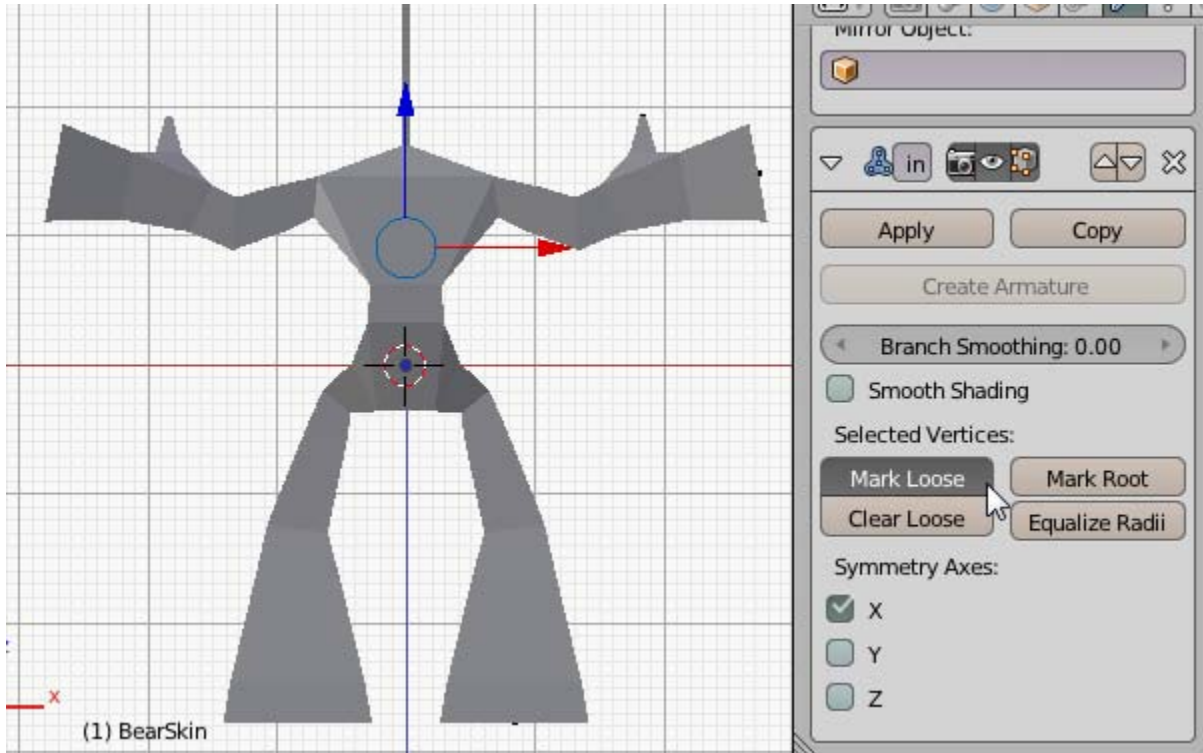 Mirror Object:
in
Apply
Copy
Create Armature
Branch Smoothing: 0.00
Smooth Shading
Selected Vertices:
Mark Loose
Mark Root
Clear Loose
Equalize Radii
Symmetry Axes:
X
Y
Z
x
(1) BearSkin